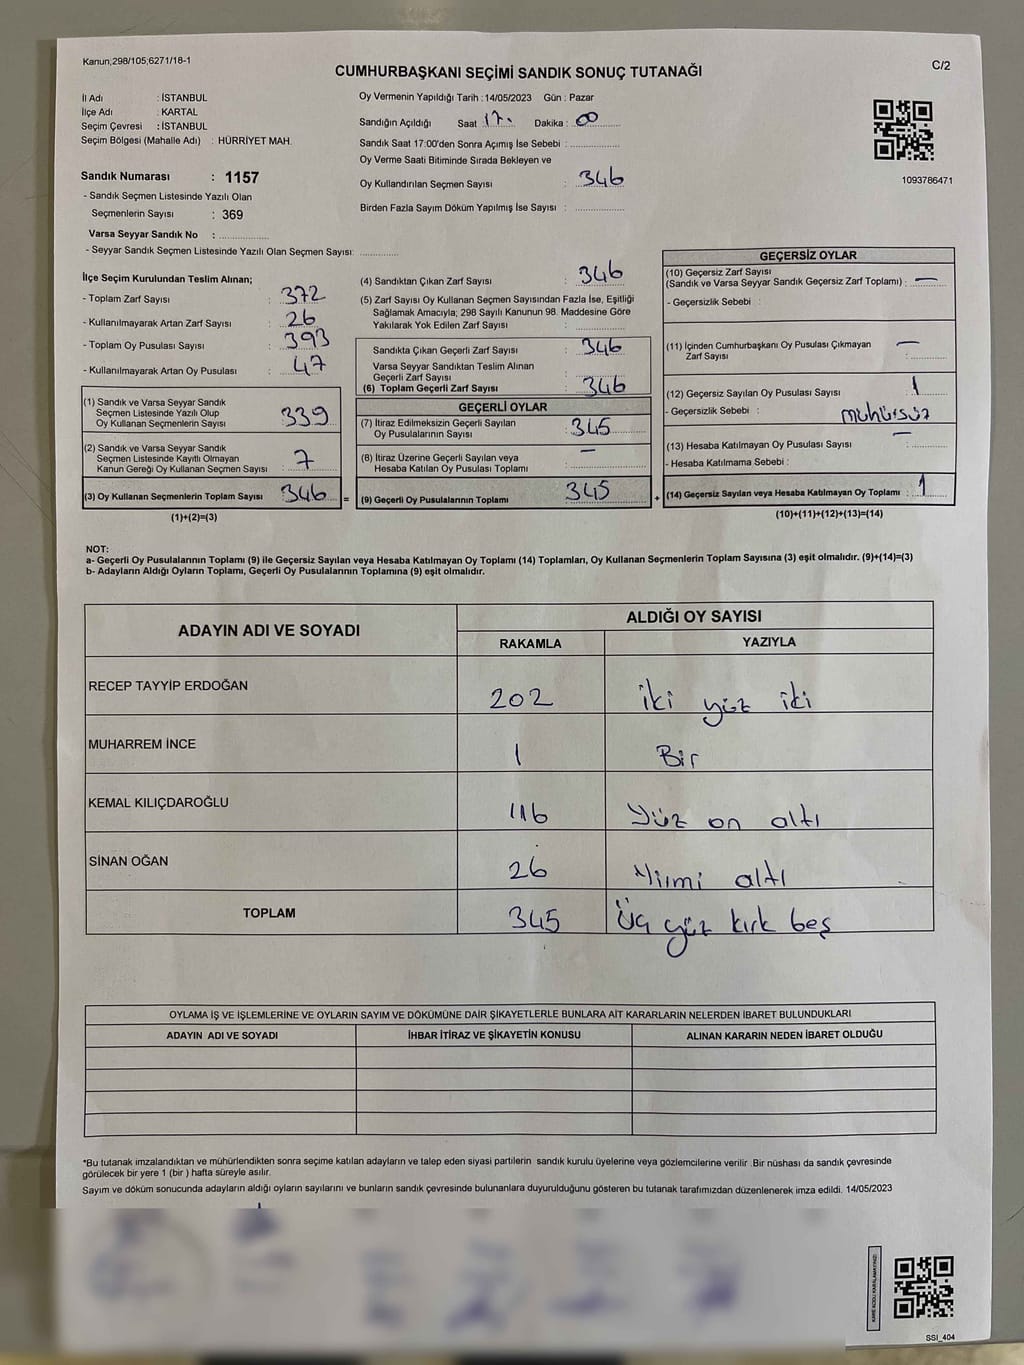 Kanun;298/105;6271/18-1
C/2
CUMHURBAŞKANI SEÇİMİ SANDIK SONUÇ TUTANAĞI
İl Adı : İSTANBUL
İlçe Adı : KARTAL
Seçim Çevresi : İSTANBUL
Seçim Bölgesi (Mahalle Adı) : HÜRRİYET MAH.
Sandık Numarası : 1157
- Sandık Seçmen Listesinde Yazılı Olan
Seçmenlerin Sayısı : 369
Varsa Seyyar Sandık No :
- Seyyar Sandık Seçmen Listesinde Yazılı Olan Seçmen Sayısı:
Oy Vermenin Yapıldığı Tarih : 14/05/2023 Gün : Pazar
Sandığın Açıldığı Saat : 17. Dakika : 00
Sandık Saat 17:00'den Sonra Açımış İse Sebebi :
Oy Verme Saati Bitiminde Sırada Bekleyen ve
Oy Kullandırılan Seçmen Sayısı : 346
Birden Fazla Sayım Döküm Yapılmış İse Sayısı :
1093786471
İlçe Seçim Kurulundan Teslim Alınan;
- Toplam Zarf Sayısı : 372
- Kullanılmayarak Artan Zarf Sayısı : 26
- Toplam Oy Pusulası Sayısı : 393
- Kullanılmayarak Artan Oy Pusulası : 47
(1) Sandık ve Varsa Seyyar Sandık
Seçmen Listesinde Yazılı Olup
Oy Kullanan Seçmenlerin Sayısı : 339
(2) Sandık ve Varsa Seyyar Sandık
Seçmen Listesinde Kayıtlı Olmayan
Kanun Gereği Oy Kullanan Seçmen Sayısı : 7
(3) Oy Kullanan Seçmenlerin Toplam Sayısı : 346 =
(1)+(2)=(3)
(4) Sandıktan Çıkan Zarf Sayısı : 346
(5) Zarf Sayısı Oy Kullanan Seçmen Sayısından Fazla İse, Eşitliği
Sağlamak Amacıyla; 298 Sayılı Kanunun 98. Maddesine Göre
Yakılarak Yok Edilen Zarf Sayısı :
Sandıkta Çıkan Geçerli Zarf Sayısı : 346
Varsa Seyyar Sandıktan Teslim Alınan
Geçerli Zarf Sayısı :
(6) Toplam Geçerli Zarf Sayısı : 346
GEÇERLİ OYLAR
(7) İtiraz Edilmeksizin Geçerli Sayılan
Oy Pusulalarının Sayısı : 345
(8) İtiraz Üzerine Geçerli Sayılan veya
Hesaba Katılan Oy Pusulası Toplamı : —
(9) Geçerli Oy Pusulalarının Toplamı : 345 +
GEÇERSİZ OYLAR
(10) Geçersiz Zarf Sayısı
(Sandık ve Varsa Seyyar Sandık Geçersiz Zarf Toplamı) : —
- Geçersizlik Sebebi :
(11) İçinden Cumhurbaşkanı Oy Pusulası Çıkmayan
Zarf Sayısı : —
(12) Geçersiz Sayılan Oy Pusulası Sayısı : 1
- Geçersizlik Sebebi : mühürsüz
(13) Hesaba Katılmayan Oy Pusulası Sayısı : —
- Hesaba Katılmama Sebebi :
(14) Geçersiz Sayılan veya Hesaba Katılmayan Oy Toplamı : 1
(10)+(11)+(12)+(13)=(14)
NOT:
a- Geçerli Oy Pusulalarının Toplamı (9) ile Geçersiz Sayılan veya Hesaba Katılmayan Oy Toplamı (14) Toplamları, Oy Kullanan Seçmenlerin Toplam Sayısına (3) eşit olmalıdır. (9)+(14)=(3)
b- Adayların Aldığı Oyların Toplamı, Geçerli Oy Pusulalarının Toplamına (9) eşit olmalıdır.
ADAYIN ADI VE SOYADI
ALDIĞI OY SAYISI
RAKAMLA YAZIYLA
RECEP TAYYİP ERDOĞAN 202 iki yüz iki
MUHARREM İNCE 1 Bir
KEMAL KILIÇDAROĞLU 116 Yüz on altı
SİNAN OĞAN 26 Yirmi altı
TOPLAM 345 Üç yüz kırk beş
OYLAMA İŞ VE İŞLEMLERİNE VE OYLARIN SAYIM VE DÖKÜMÜNE DAİR ŞİKAYETLERLE BUNLARA AİT KARARLARIN NELERDEN İBARET BULUNDUKLARI
ADAYIN ADI VE SOYADI İHBAR İTİRAZ VE ŞİKAYETİN KONUSU ALINAN KARARIN NEDEN İBARET OLDUĞU
*Bu tutanak imzalandıktan ve mühürlendikten sonra seçime katılan adayların ve talep eden siyasi partilerin sandık kurulu üyelerine veya gözlemcilerine verilir .Bir nüshası da sandık çevresinde
görülecek bir yere 1 (bir ) hafta süreyle asılır.
Sayım ve döküm sonucunda adayların aldığı oyların sayılarını ve bunların sandık çevresinde bulunanlara duyurulduğunu gösteren bu tutanak tarafımızdan düzenlenerek imza edildi. 14/05/2023
KARE KODU KARALAMAYINIZ!
SSI_404